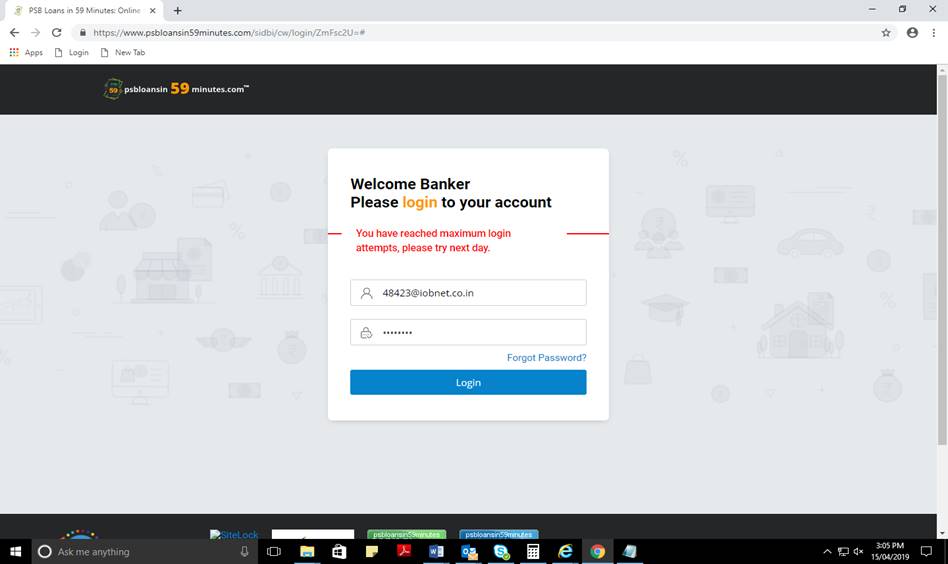 PSB Loans in 59 Minutes: Online
https://www.psbloansin59minutes.com/sidbi/cw/login/ZmFsc2U=#
Apps Login New Tab
psbloansin 59 minutes.com™
Welcome Banker
Please login to your account
You have reached maximum login
attempts, please try next day.
48423@iobnet.co.in
••••••••
Forgot Password?
Login
SiteLock
psbloansin59minutes psbloansin59minutes
Ask me anything
3:05 PM
15/04/2019